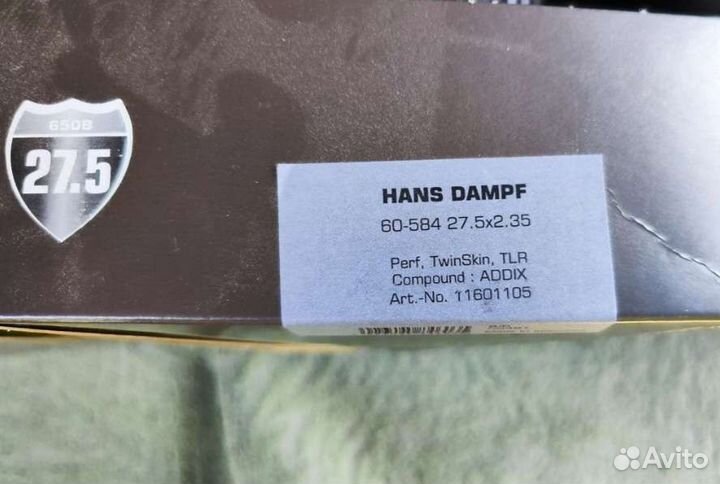 650B
27.5
HANS DAMPF
60-584 27.5x2.35
Perf, TwinSkin, TLR
Compound : ADDIX
Art.-No. 11601105
Avito